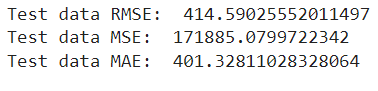 Test data RMSE:  414.59025552011497
Test data MSE:  171885.0799722342
Test data MAE:  401.32811028328064